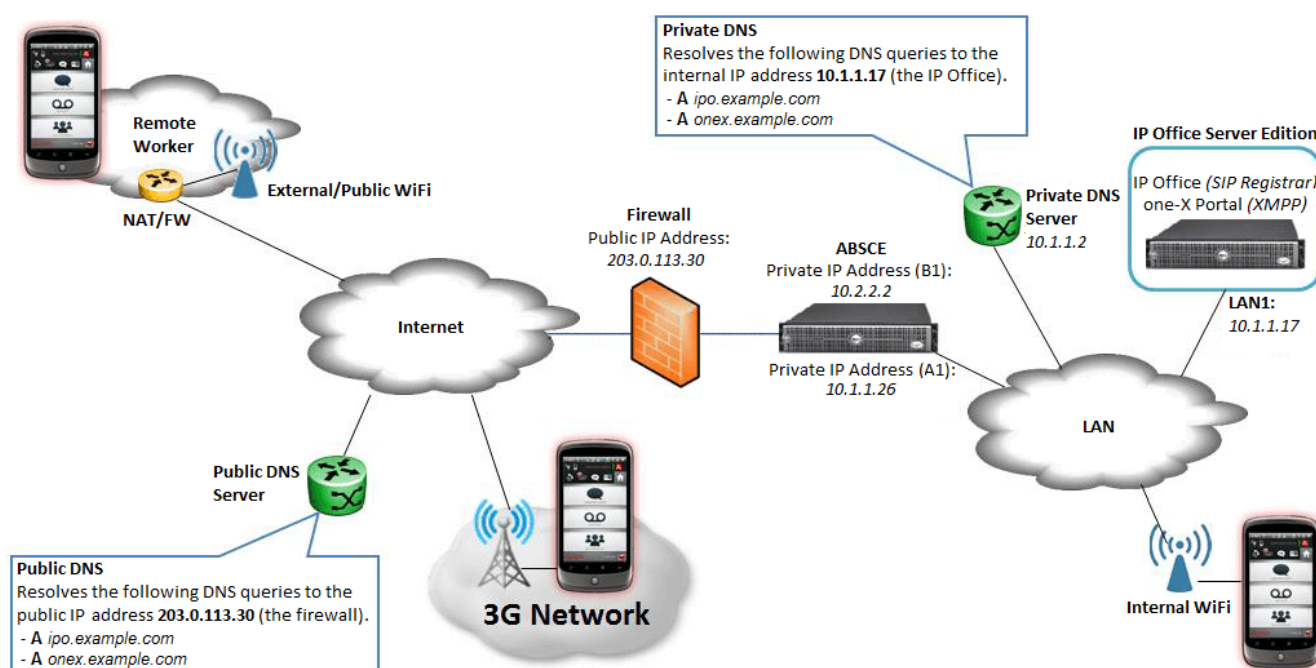 Private DNS
Resolves the following DNS queries to the
internal IP address 10.1.1.17 (the IP Office).
- A ipo.example.com
- A onex.example.com
Remote
Worker
External/Public WiFi
NAT/FW
IP Office Server Edition
IP Office (SIP Registrar)
one-X Portal (XMPP)
LAN1:
10.1.1.17
Private DNS
Server
10.1.1.2
Firewall
Public IP Address:
203.0.113.30
ABSCE
Private IP Address (B1):
10.2.2.2
Private IP Address (A1):
10.1.1.26
Internet
LAN
Public DNS
Server
3G Network
Internal WiFi
Public DNS
Resolves the following DNS queries to the
public IP address 203.0.113.30 (the firewall).
- A ipo.example.com
- A onex.example.com